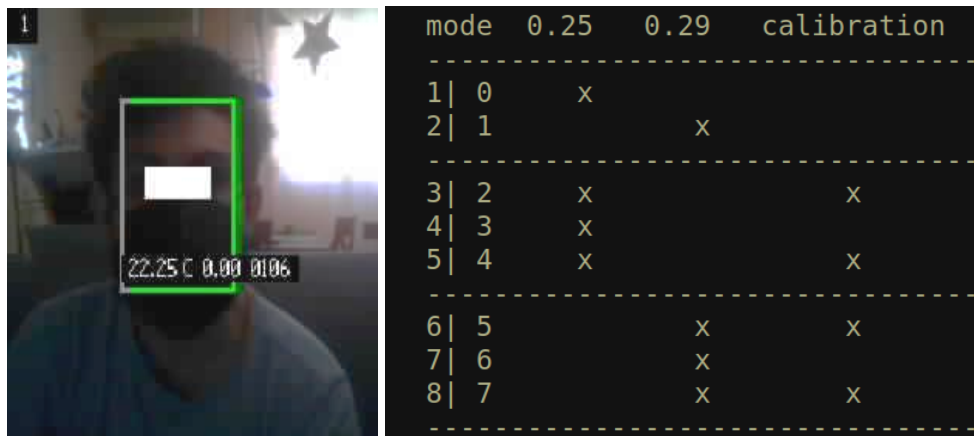 1
22.25 C 0.00 0106
mode 0.25 0.29 calibration
----------------------------------
1| 0 x
2| 1 x
----------------------------------
3| 2 x x
4| 3 x
5| 4 x x
----------------------------------
6| 5 x x
7| 6 x
8| 7 x x
----------------------------------